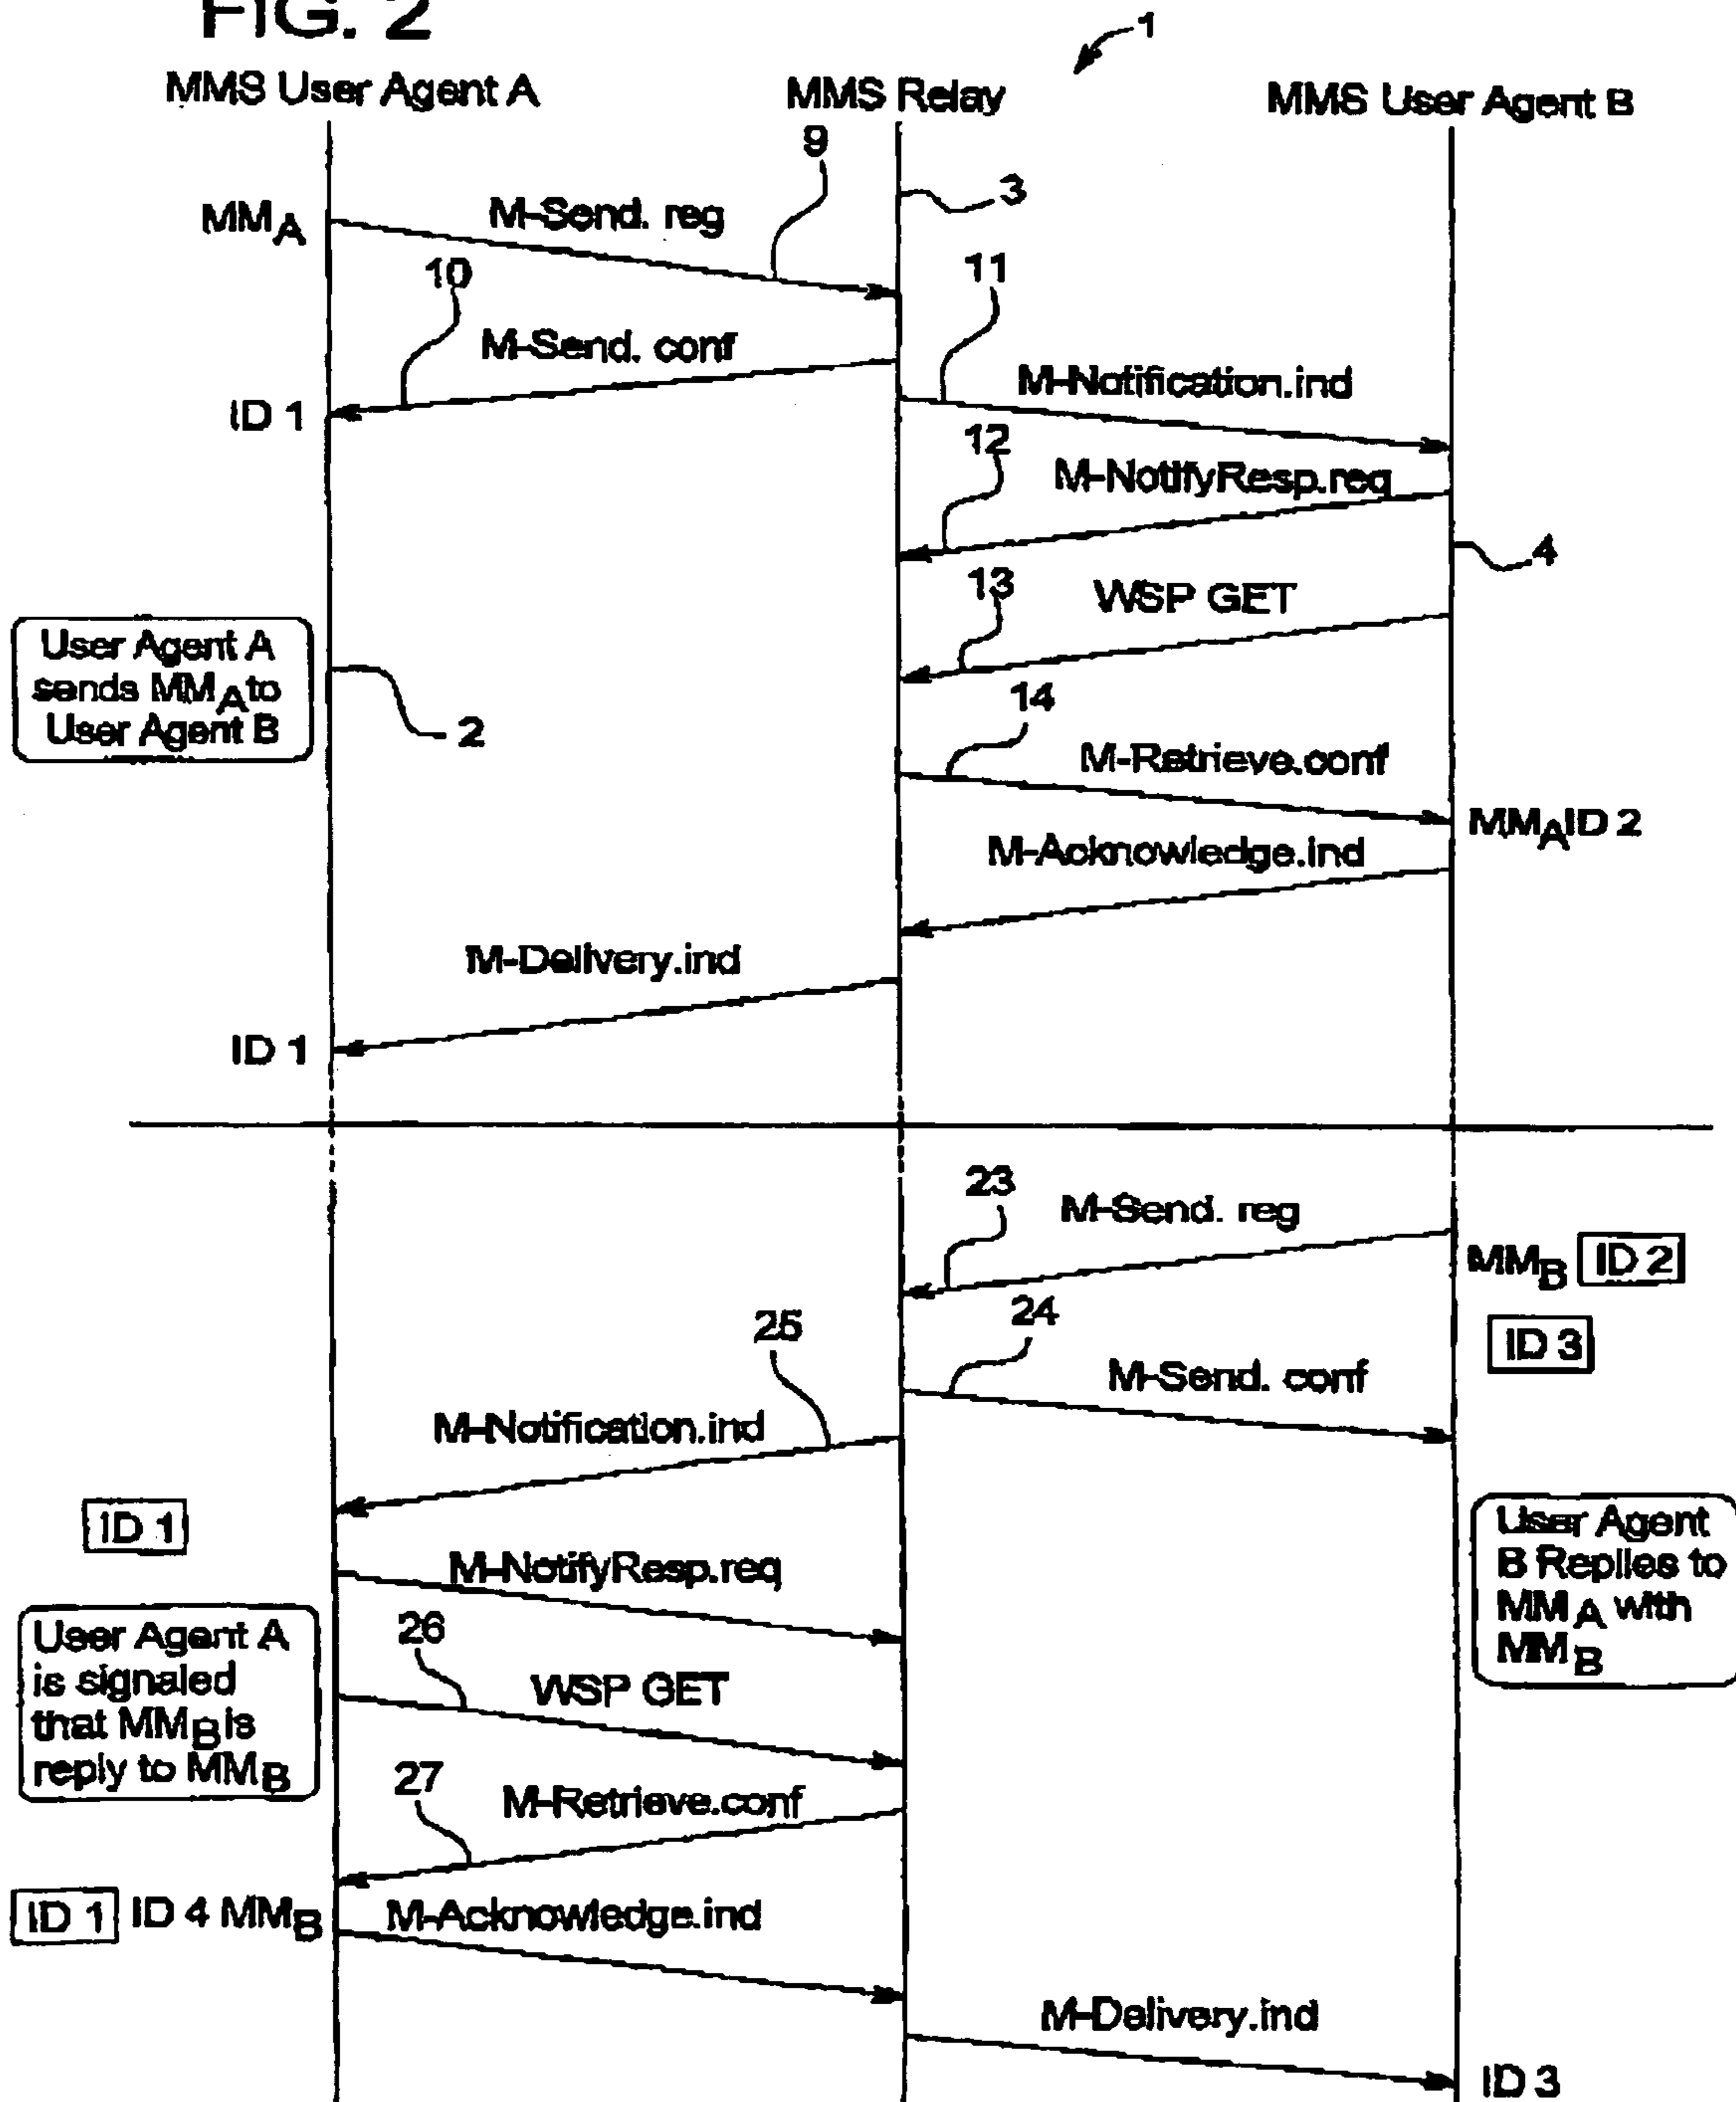 FIG. 2
1
MMS User Agent A
MMS Relay
MMS User Agent B
9
3
MMA
M-Send. reg
10
11
M-Send. conf
M-Notification.ind
ID 1
12
M-NotifyResp.req
4
13
WSP GET
User Agent A
sends MMA to
User Agent B
2
14
M-Retrieve.conf
MMA ID 2
M-Acknowledge.ind
M-Delivery.ind
ID 1
23
M-Send. reg
MMB ID 2
24
25
ID 3
M-Send. conf
M-Notification.ind
ID 1
User Agent
B Replies to
MMA with
MMB
M-NotifyResp.req
26
User Agent A
is signaled
that MMB is
reply to MMB
WSP GET
27
M-Retrieve.conf
ID 1 ID 4 MMB
M-Acknowledge.ind
M-Delivery.ind
ID 3